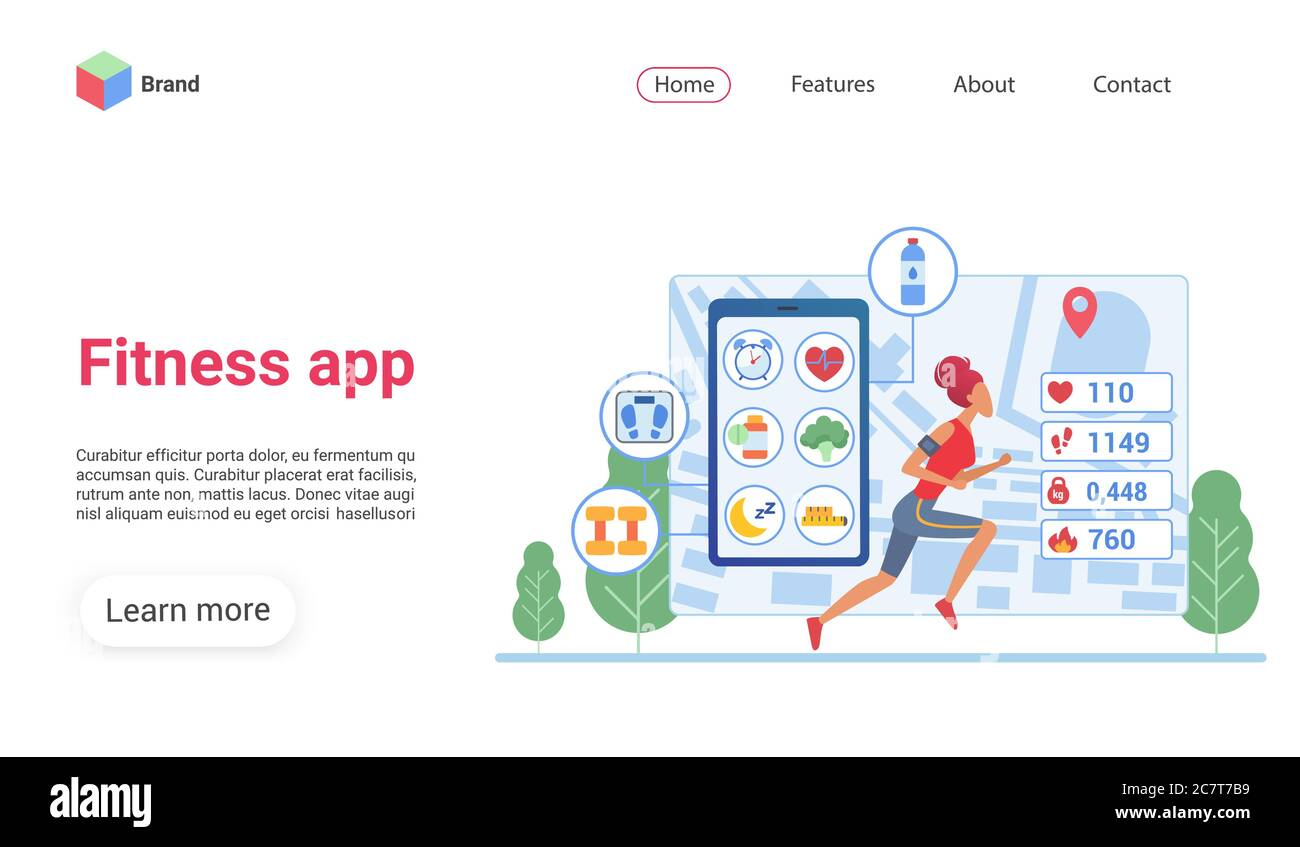 Brand
Home
Features
About
Contact
Fitness app
Curabitur efficitur porta dolor, eu fermentum qu
accumsan quis. Curabitur placerat erat facilisis,
rutrum ante non, mattis lacus. Donec vitae augi
nisl aliquam euismod eu eget orcisi hasellusori
Learn more
zZ
110
1149
kg
0,448
760
alamy
Image ID: 2C7T7B9
www.alamy.com